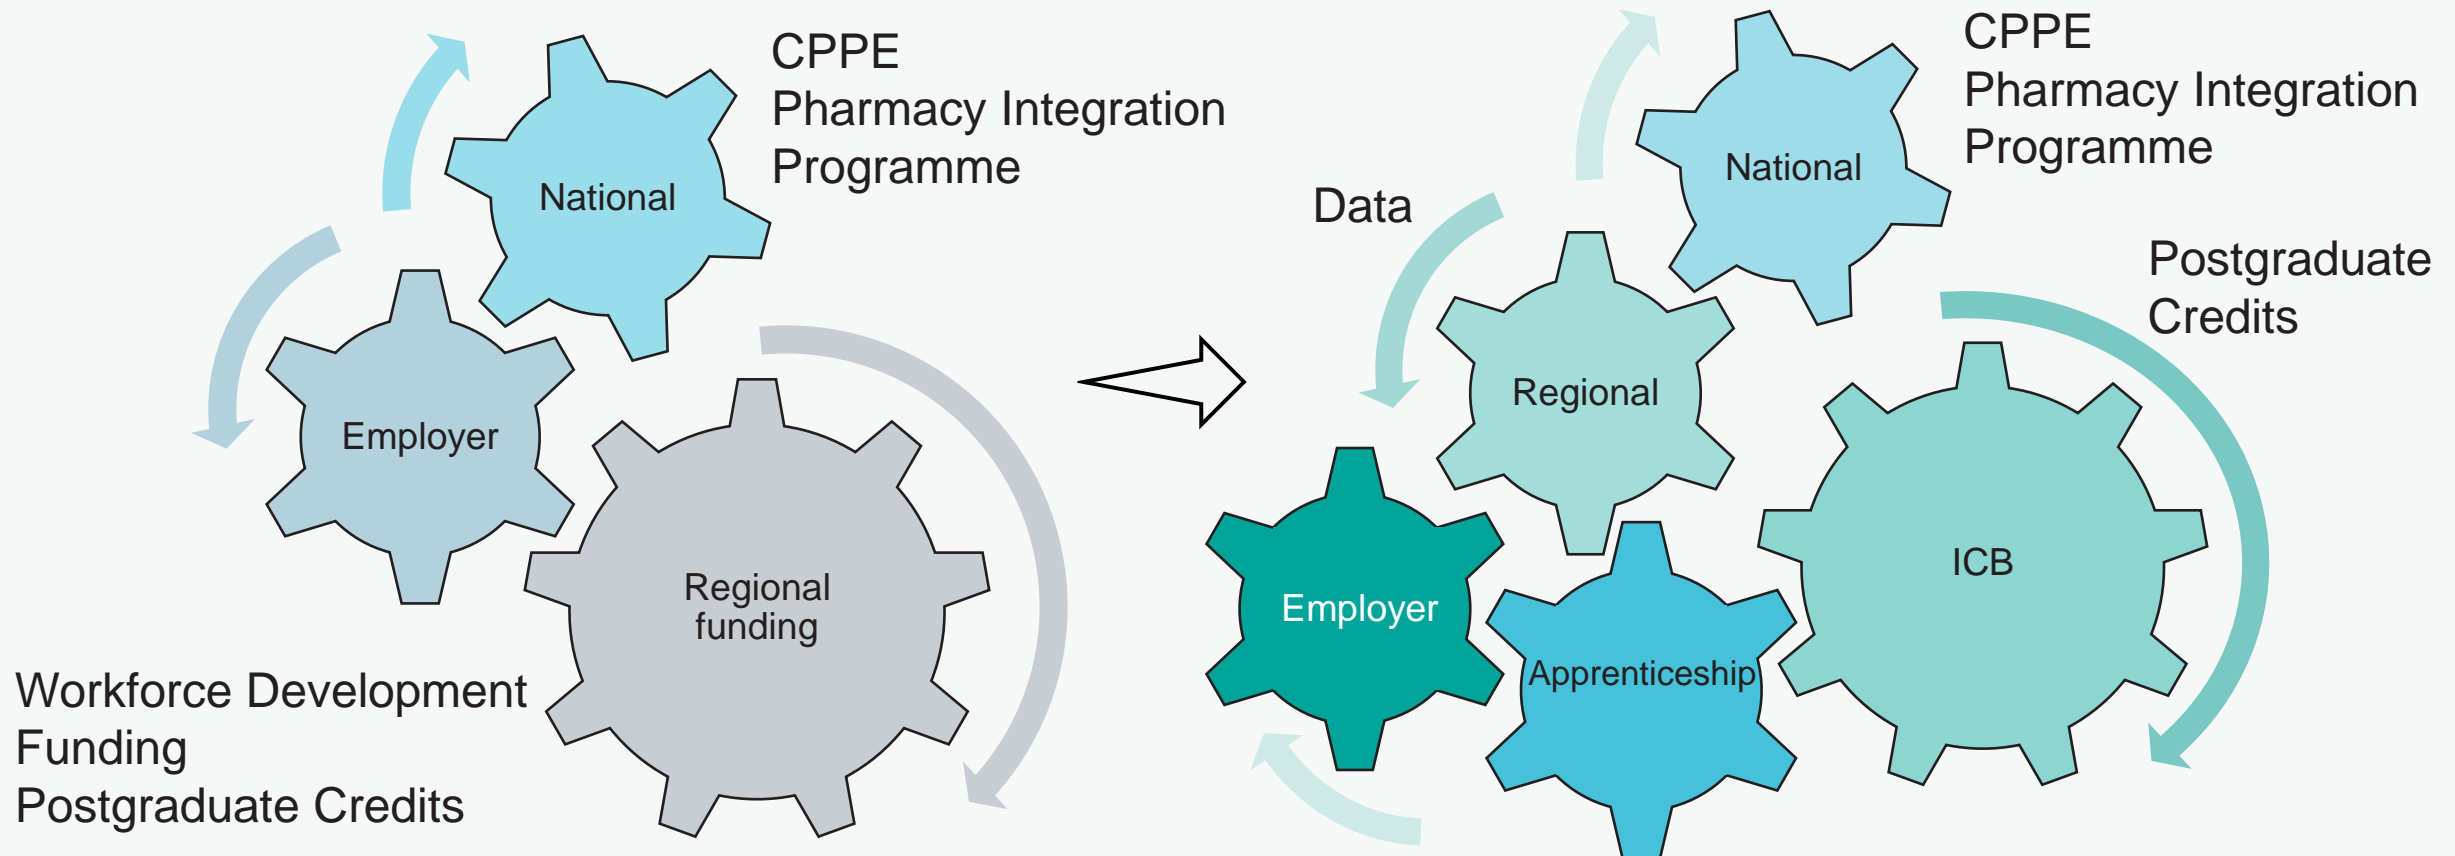 CPPE
Pharmacy Integration
Programme
National
Employer
Regional
funding
Workforce Development
Funding
Postgraduate Credits
CPPE
Pharmacy Integration
Programme
National
Data
Postgraduate
Credits
Regional
ICB
Employer
Apprenticeship